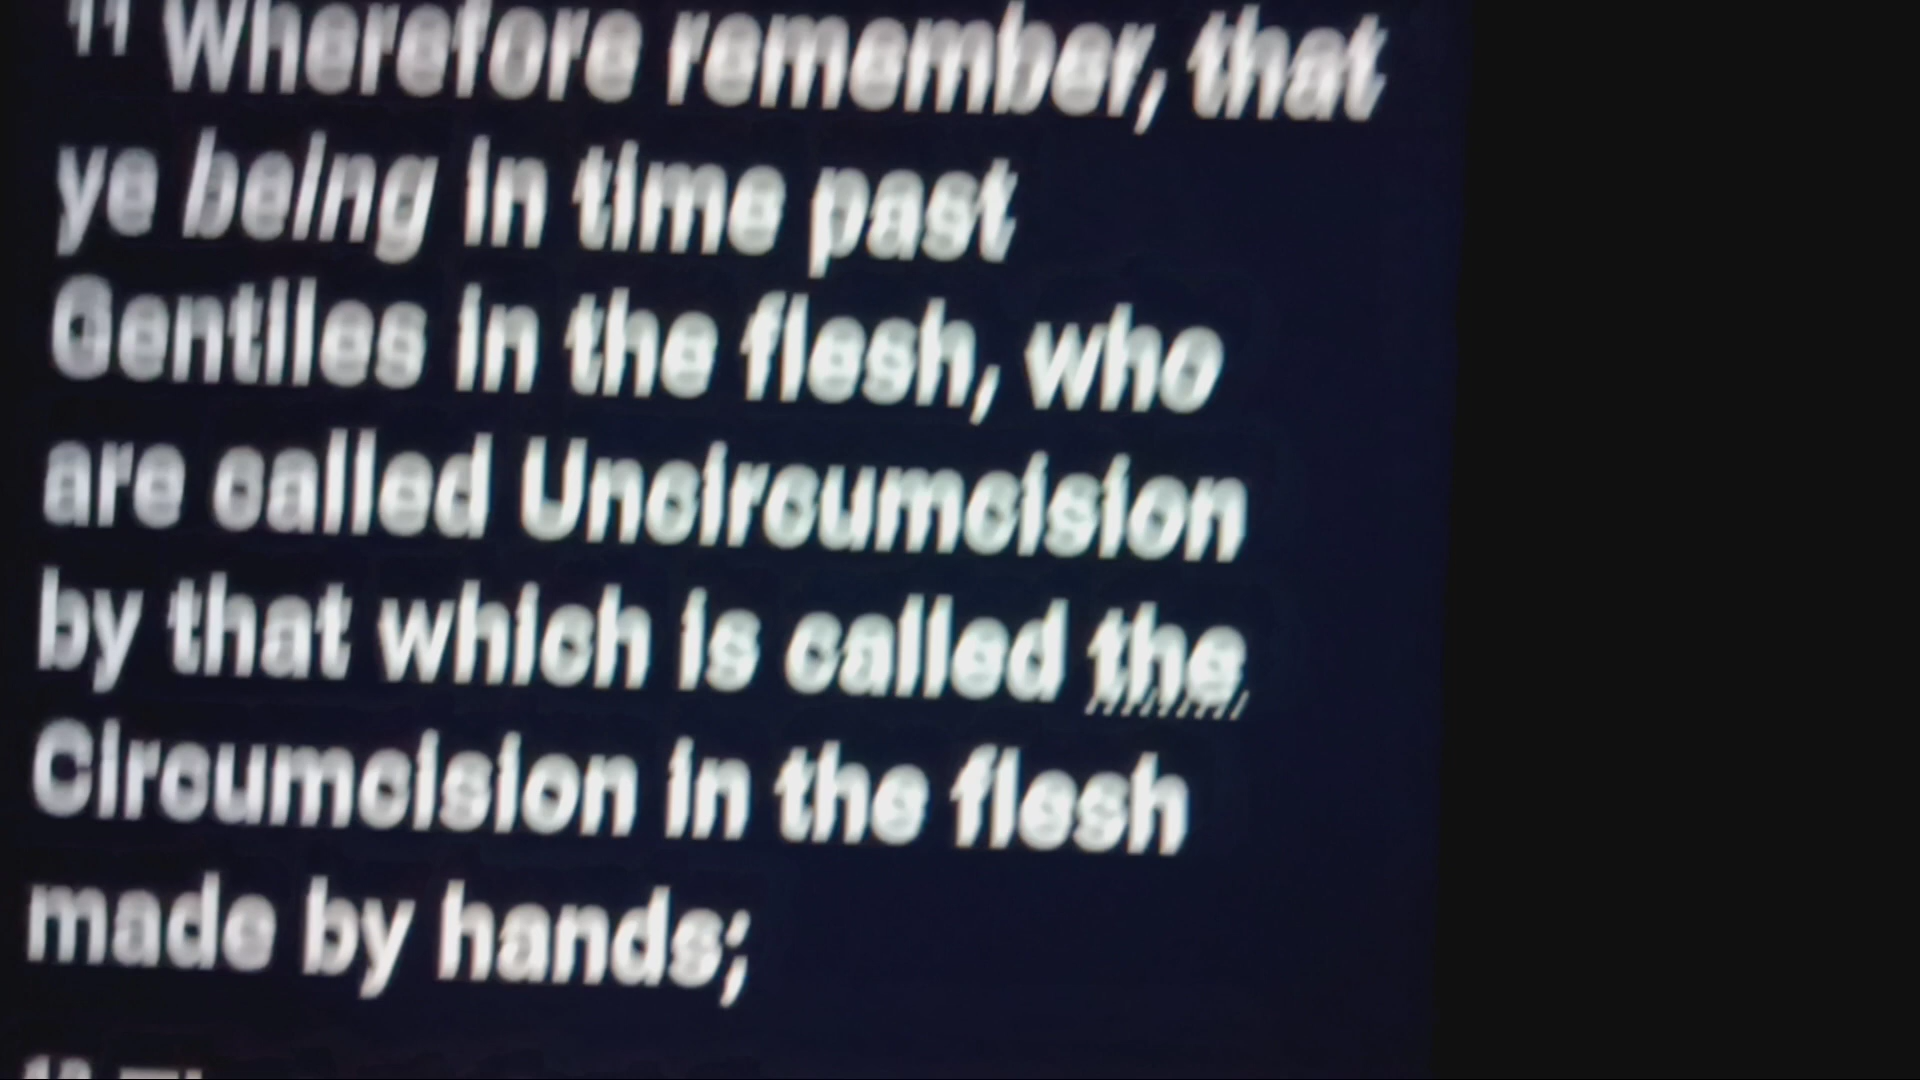 11 Wherefore remember, that
ye being in time past
Gentiles in the flesh, who
are called Uncircumcision
by that which is called the
Circumcision in the flesh
made by hands;